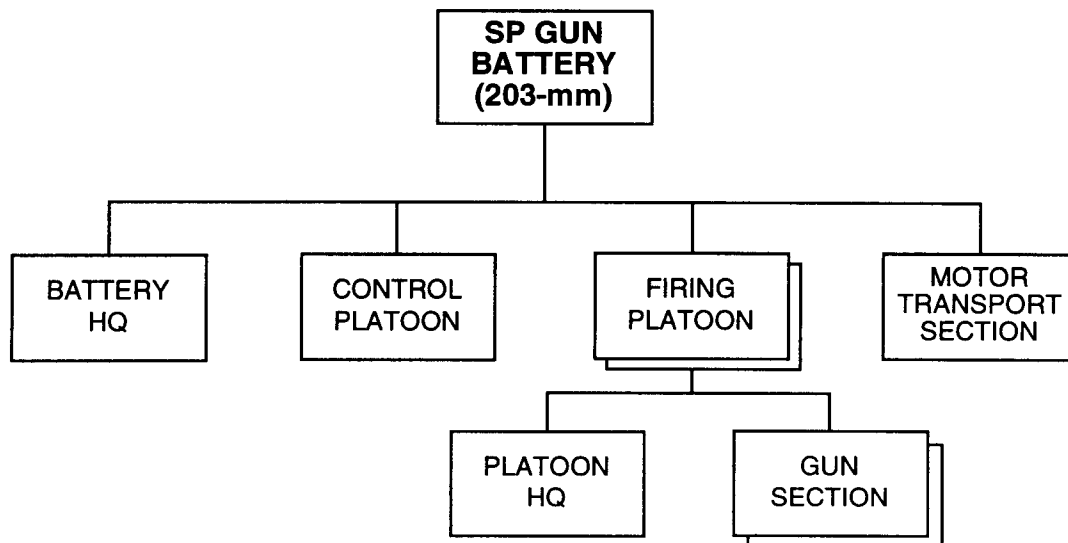 SP GUN
BATTERY
(203-mm)
BATTERY
HQ
CONTROL
PLATOON
FIRING
PLATOON
MOTOR
TRANSPORT
SECTION
PLATOON
HQ
GUN
SECTION